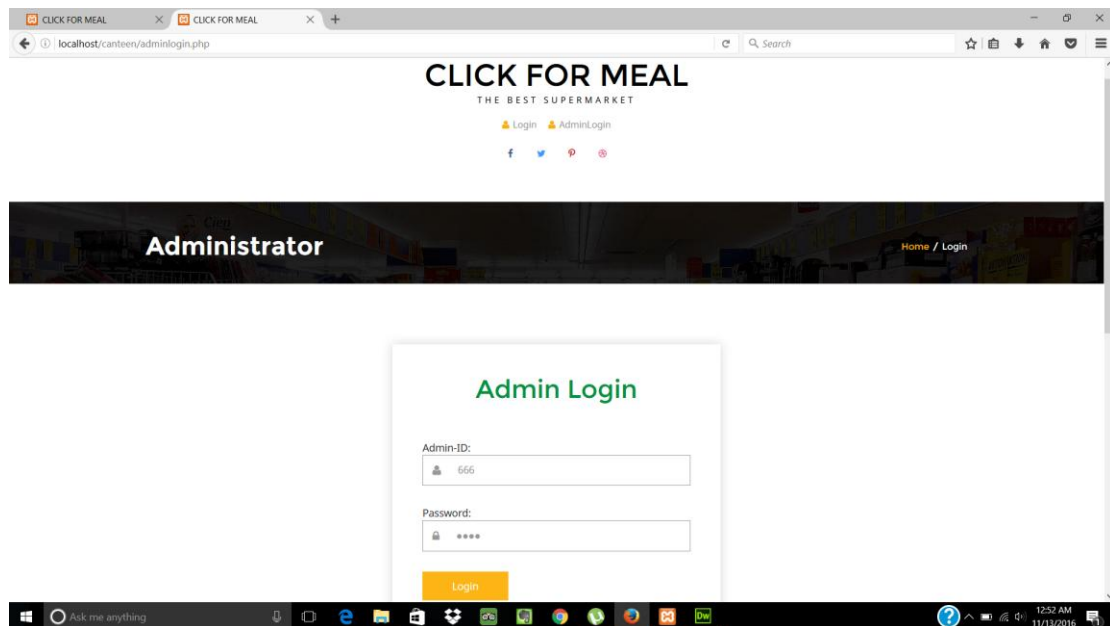 CLICK FOR MEAL
CLICK FOR MEAL
localhost/canteen/adminlogin.php
Search
CLICK FOR MEAL
THE BEST SUPERMARKET
Login AdminLogin
Administrator
Home / Login
Admin Login
Admin-ID:
666
Password:
••••
Login
Ask me anything
Dw
12:52 AM
11/13/2016